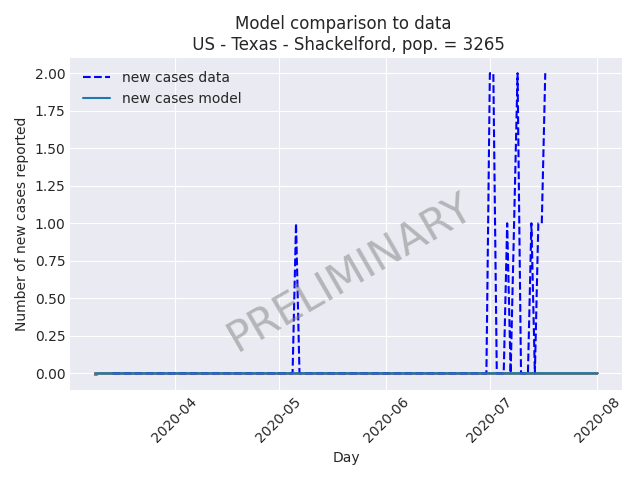 Model comparison to data
US - Texas - Shackelford, pop. = 3265
new cases data
new cases model
Number of new cases reported
2.00
1.75
1.50
1.25
1.00
0.75
0.50
0.25
0.00
PRELIMINARY
2020-04
2020-05
2020-06
2020-07
2020-08
Day